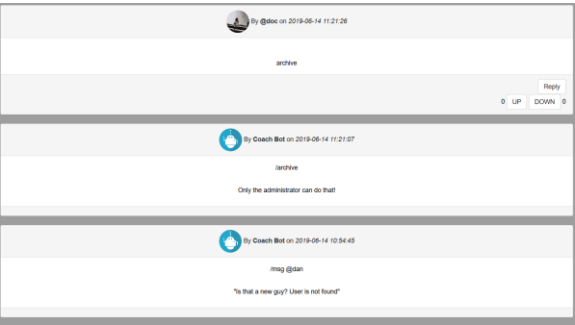 By @doc on 2019-06-14 11:21:26
archive
Reply
0 UP DOWN 0
By Coach Bot on 2019-06-14 11:21:07
/archive
Only the administrator can do that!
By Coach Bot on 2019-06-14 10:54:45
/msg @dan
"Is that a new guy? User is not found"